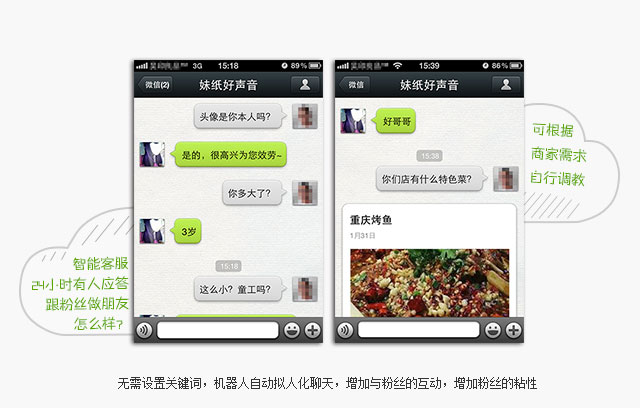 3G 15:18 89%
微信(2) 妹纸好声音
头像是你本人吗?
是的，很高兴为您效劳~
你多大了?
3岁
15:18
这么小? 童工吗?
15:39 86%
微信 妹纸好声音
好哥哥
15:38
你们店有什么特色菜?
重庆烤鱼
1月31日
可根据
商家需求
自行调教
智能客服
24小时有人应答
跟粉丝做朋友
怎么样?
无需设置关键词，机器人自动拟人化聊天，增加与粉丝的互动，增加粉丝的粘性